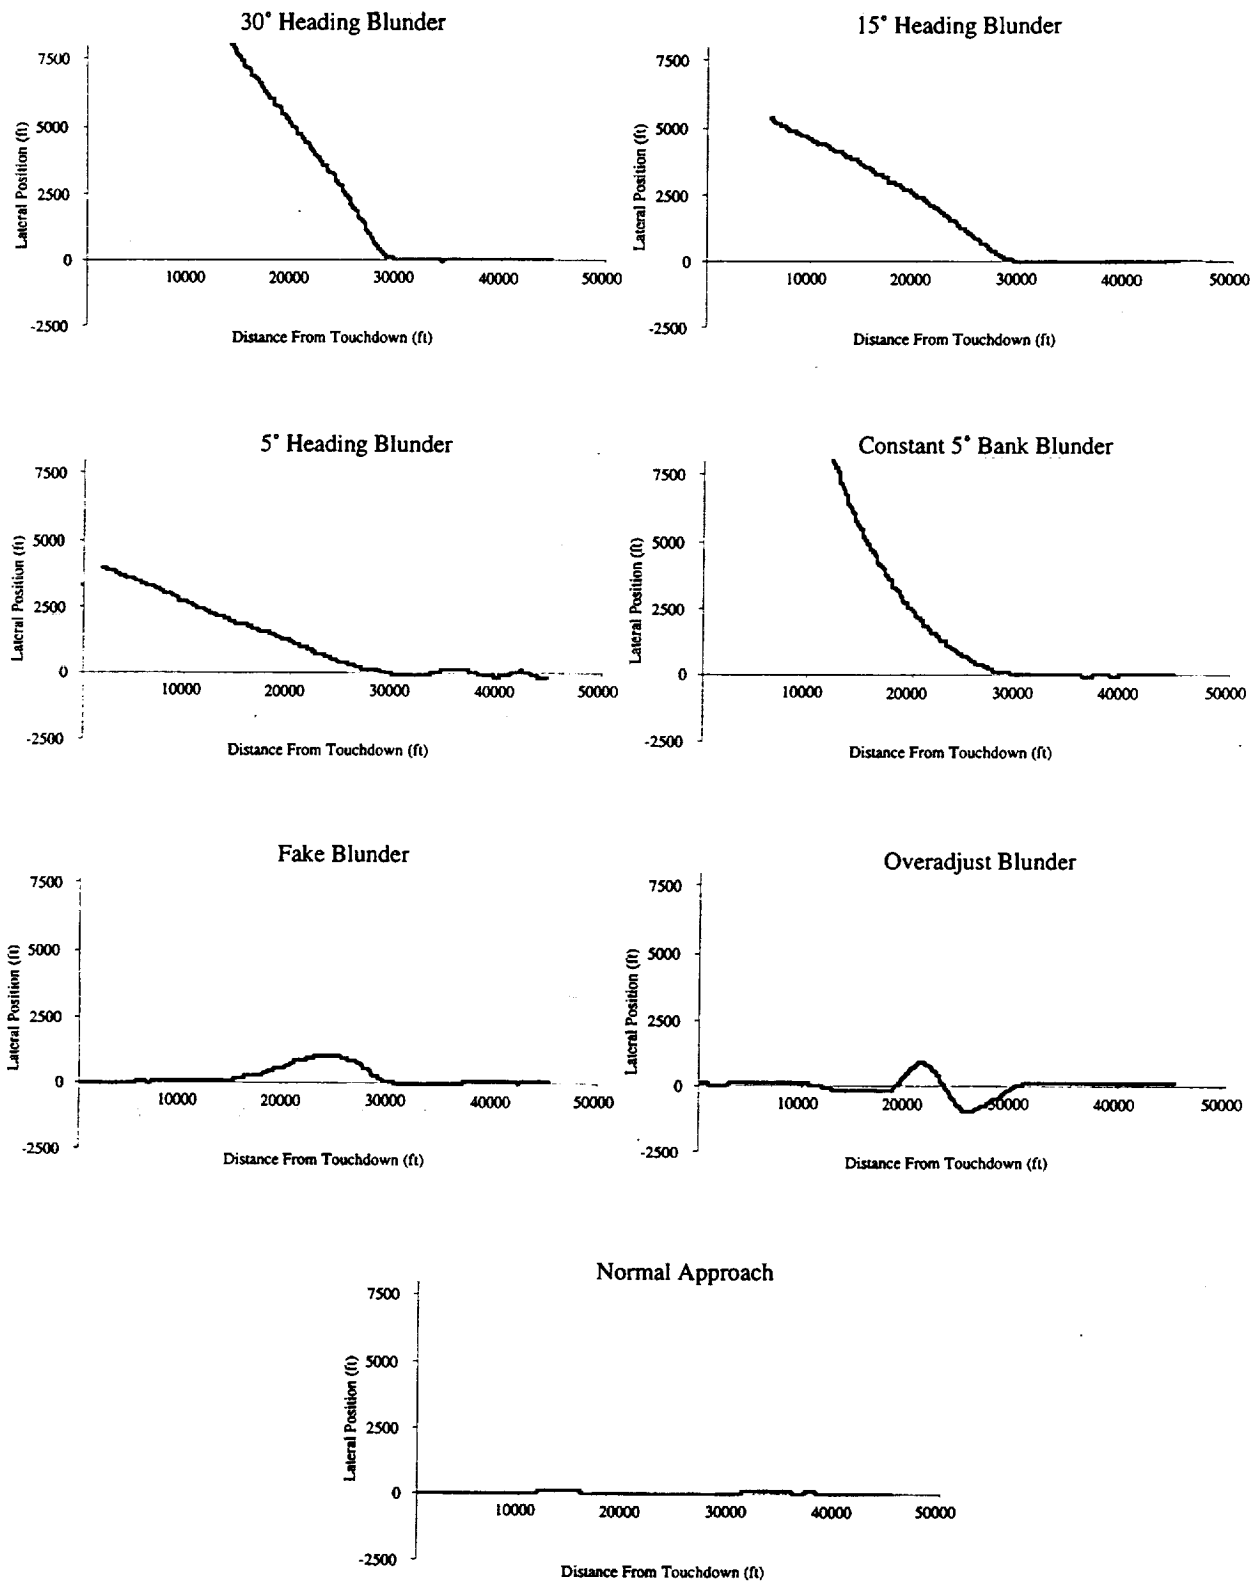 30° Heading Blunder
7500
5000
2500
0
-2500
Lateral Position (ft)
10000 20000 30000 40000 50000
Distance From Touchdown (ft)
15° Heading Blunder
7500
5000
2500
0
-2500
Lateral Position (ft)
10000 20000 30000 40000 50000
Distance From Touchdown (ft)
5° Heading Blunder
7500
5000
2500
0
-2500
Lateral Position (ft)
10000 20000 30000 40000 50000
Distance From Touchdown (ft)
Constant 5° Bank Blunder
7500
5000
2500
0
-2500
Lateral Position (ft)
10000 20000 30000 40000 50000
Distance From Touchdown (ft)
Fake Blunder
7500
5000
2500
0
-2500
Lateral Position (ft)
10000 20000 30000 40000 50000
Distance From Touchdown (ft)
Overadjust Blunder
7500
5000
2500
0
-2500
Lateral Position (ft)
10000 20000 30000 40000 50000
Distance From Touchdown (ft)
Normal Approach
7500
5000
2500
0
-2500
Lateral Position (ft)
10000 20000 30000 40000 50000
Distance From Touchdown (ft)